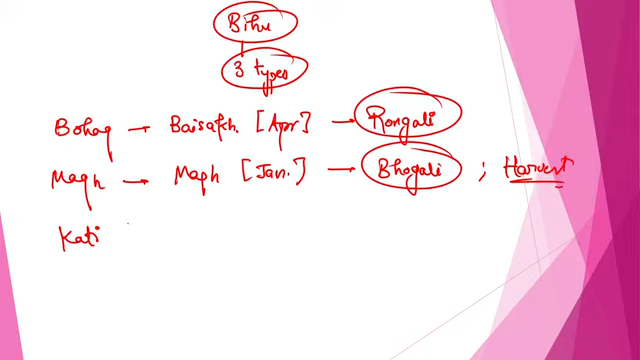 Bihu
3 types
Bohag — Baisakh [Apr] — Rongali
Magh — Magh [Jan.] — Bhogali ; Harvest
Kati